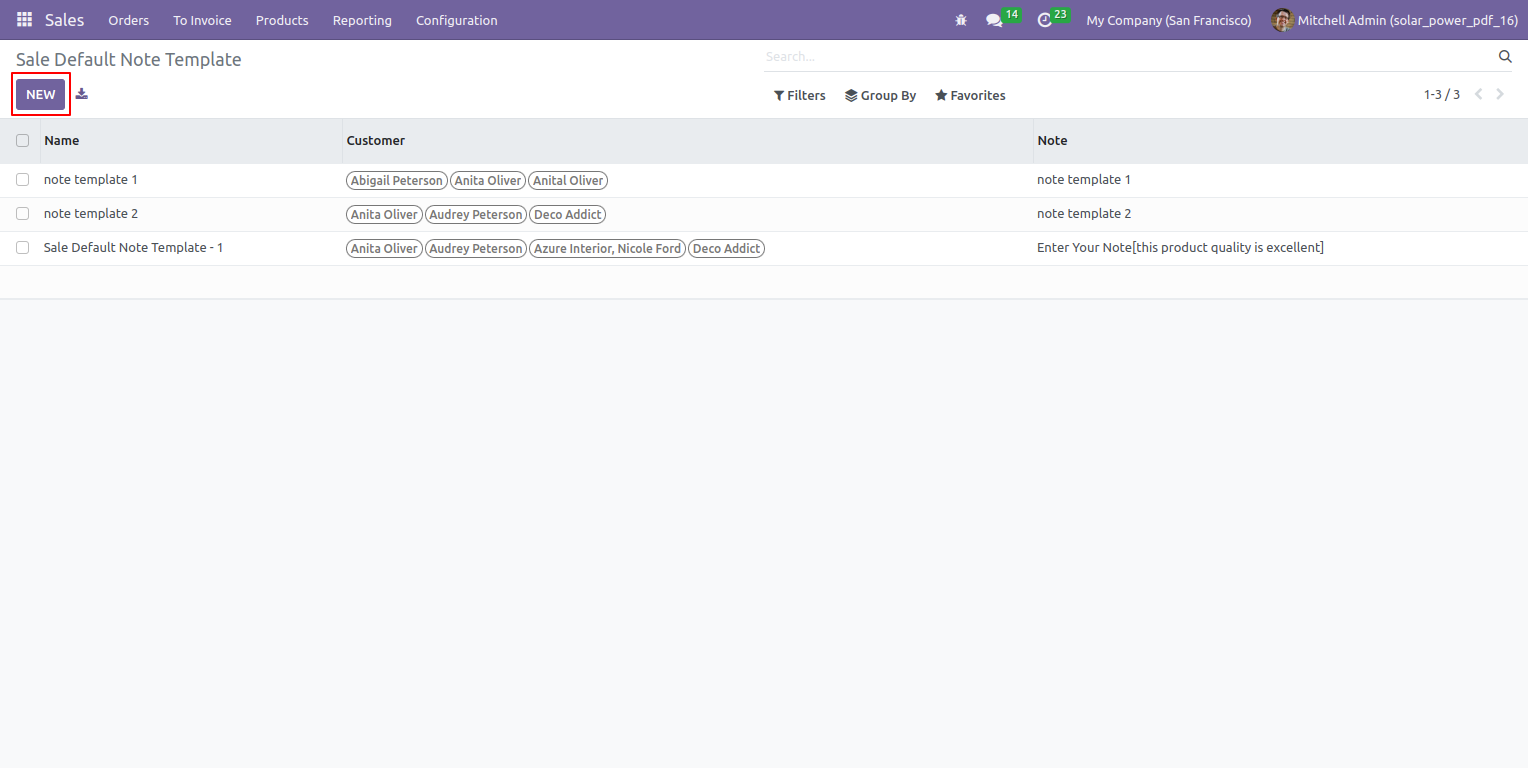 Sales Orders To Invoice Products Reporting Configuration 14 23 My Company (San Francisco) Mitchell Admin (solar_power_pdf_16)
Sale Default Note Template Search...
NEW Filters Group By Favorites 1-3 / 3
Name Customer Note
note template 1 Abigail Peterson Anita Oliver Anital Oliver note template 1
note template 2 Anita Oliver Audrey Peterson Deco Addict note template 2
Sale Default Note Template - 1 Anita Oliver Audrey Peterson Azure Interior, Nicole Ford Deco Addict Enter Your Note[this product quality is excellent]